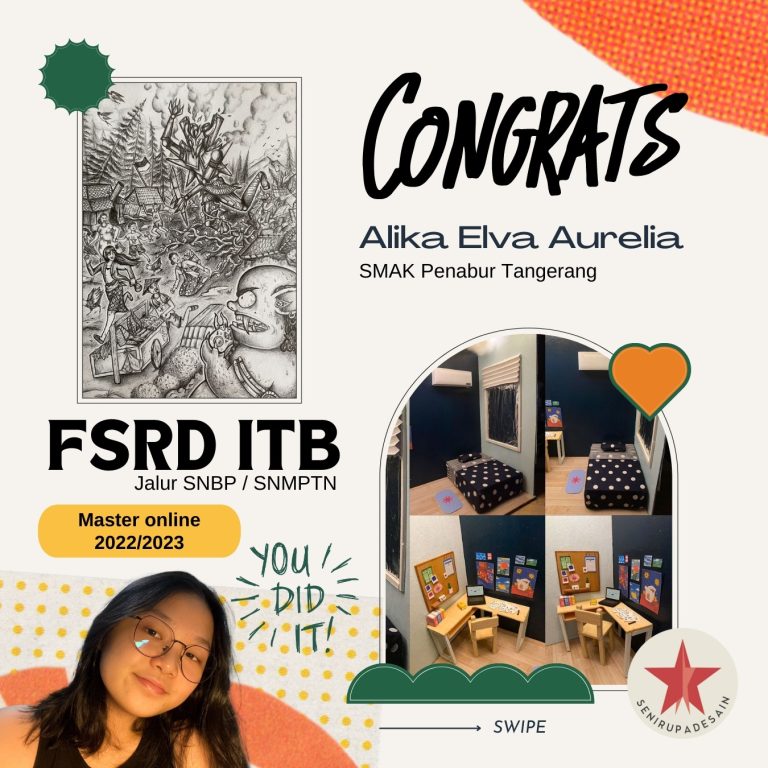 CONGRATS
Alika Elva Aurelia
SMAK Penabur Tangerang
FSRD ITB
Jalur SNBP / SNMPTN
Master online
2022/2023
YOU
DID
IT!
SWIPE
SENIRUPADESAIN